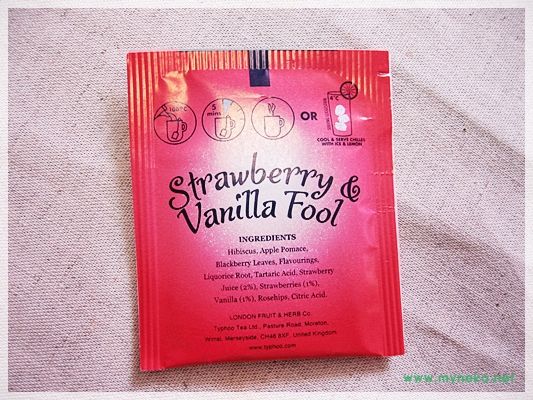 100°C
5
mins
OR
4°C
COOL & SERVE CHILLED
WITH ICE & LEMON
Strawberry &
Vanilla Fool
INGREDIENTS
Hibiscus, Apple Pomace,
Blackberry Leaves, Flavourings,
Liquorice Root, Tartaric Acid, Strawberry
Juice (2%), Strawberries (1%),
Vanilla (1%), Rosehips, Citric Acid.
LONDON FRUIT & HERB Co.
Typhoo Tea Ltd., Pasture Road, Moreton,
Wirral, Merseyside, CH46 8XF, United Kingdom.
www.typhoo.com
www.myneko.net